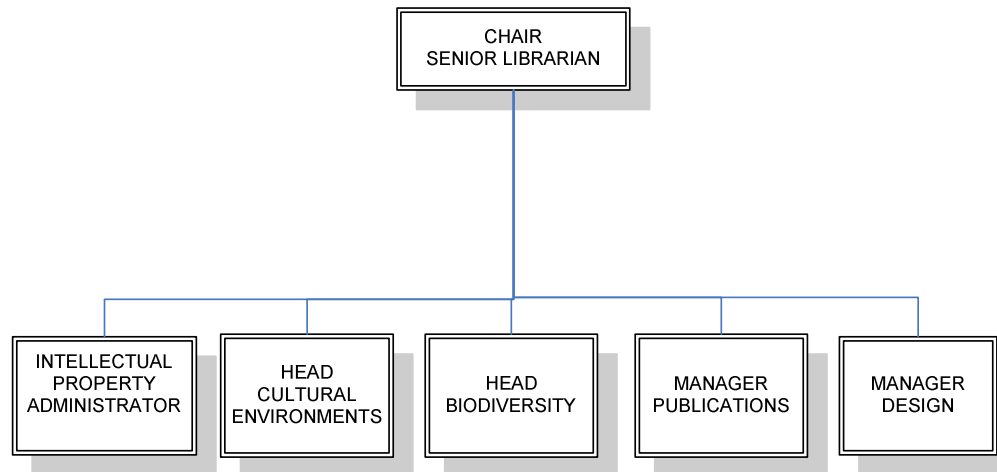 CHAIR
SENIOR LIBRARIAN
INTELLECTUAL
PROPERTY
ADMINISTRATOR
HEAD
CULTURAL
ENVIRONMENTS
HEAD
BIODIVERSITY
MANAGER
PUBLICATIONS
MANAGER
DESIGN